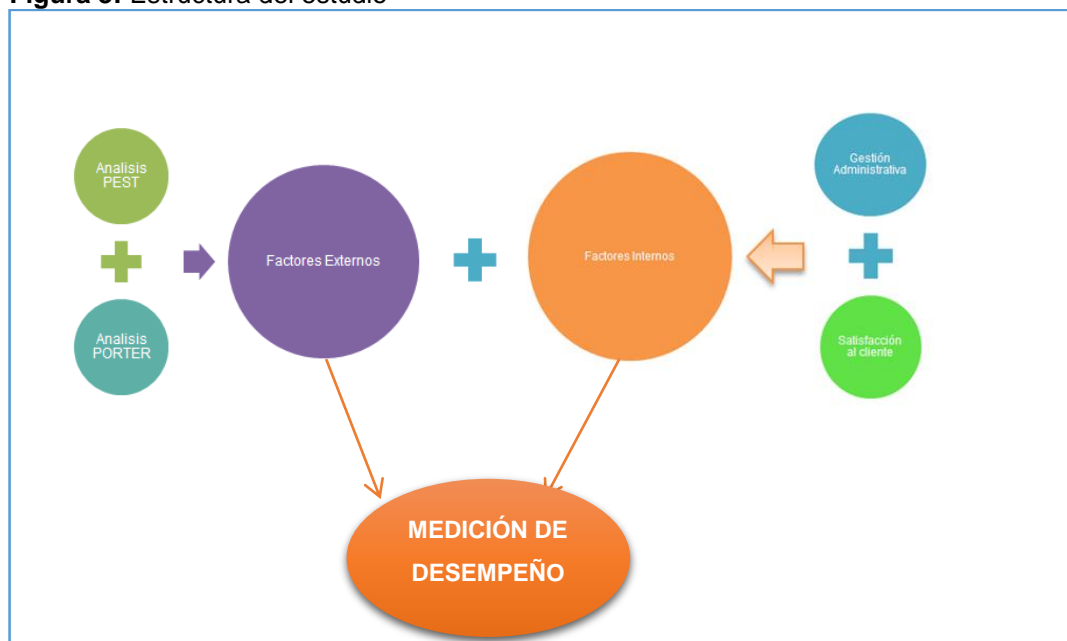 Figura Estructura del estudio
Analisis
PEST
Analisis
PORTER
Factores Externos
Factores Internos
Gestión
Administrativa
Satisfacción
al cliente
MEDICIÓN DE
DESEMPEÑO